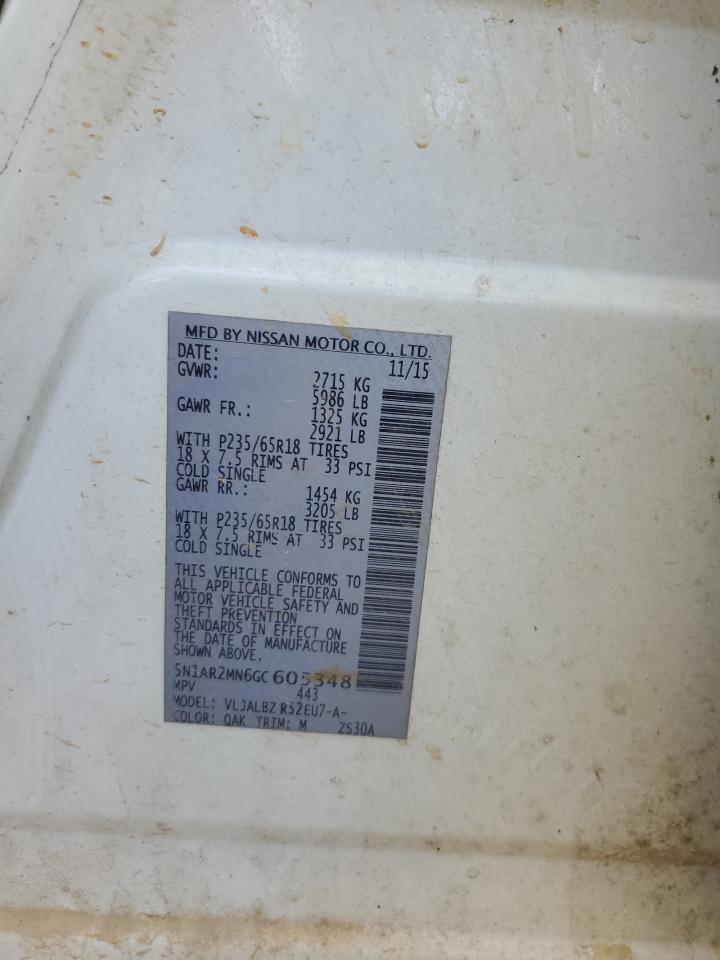 MFD BY NISSAN MOTOR CO., LTD.
DATE: 11/15
GVWR: 2715 KG
5986 LB
GAWR FR.: 1325 KG
2921 LB
WITH P235/65R18 TIRES
18 X 7.5 RIMS AT 33 PSI
COLD SINGLE
GAWR RR.: 1454 KG
3205 LB
WITH P235/65R18 TIRES
18 X 7.5 RIMS AT 33 PSI
COLD SINGLE
THIS VEHICLE CONFORMS TO
ALL APPLICABLE FEDERAL
MOTOR VEHICLE SAFETY AND
THEFT PREVENTION
STANDARDS IN EFFECT ON
THE DATE OF MANUFACTURE
SHOWN ABOVE.
5N1AR2MN6GC605348
MPV 443
MODEL: VLJALBZ R52EU7-A-
COLOR: QAK TRIM: M 2S30A